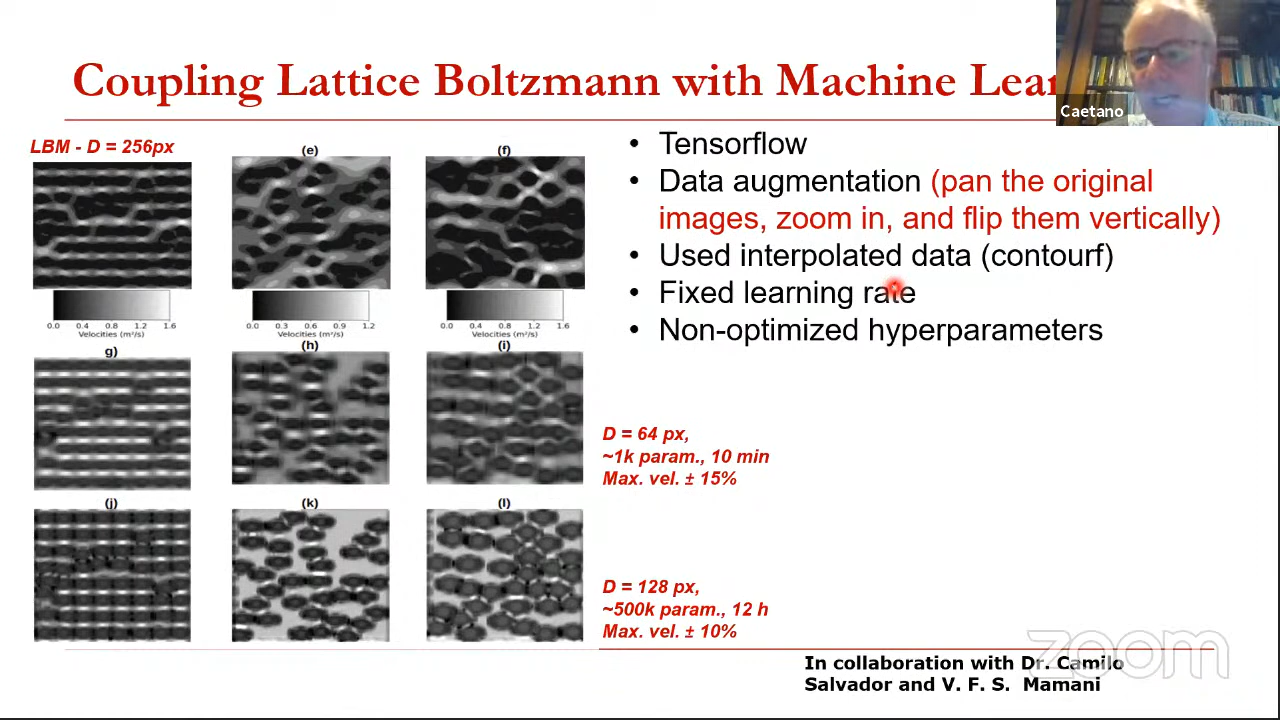 Coupling Lattice Boltzmann with Machine Lear
Caetano
LBM - D = 256px
(e)
(f)
0.0 0.4 0.8 1.2 1.6
Velocities (m²/s)
0.0 0.3 0.6 0.9 1.2
Velocities (m²/s)
0.0 0.4 0.8 1.2 1.6
Velocities (m²/s)
g)
(h)
(i)
(j)
(k)
(l)
• Tensorflow
• Data augmentation (pan the original
images, zoom in, and flip them vertically)
• Used interpolated data (contourf)
• Fixed learning rate
• Non-optimized hyperparameters
D = 64 px,
~1k param., 10 min
Max. vel. ± 15%
D = 128 px,
~500k param., 12 h
Max. vel. ± 10%
zoom
In collaboration with Dr. Camilo
Salvador and V. F. S. Mamani